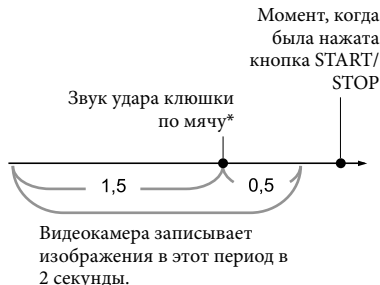 Момент, когда
была нажата
кнопка START/
STOP
Звук удара клюшки
по мячу*
1,5
0,5
Видеокамера записывает
изображения в этот период в
2 секунды.